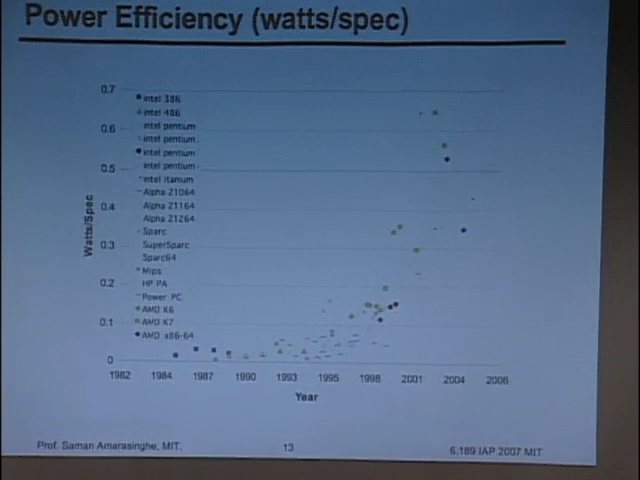 Power Efficiency (watts/spec)
0.7
0.6
0.5
0.4
0.3
0.2
0.1
0
Watts/Spec
intel 386
intel 486
intel pentium
intel pentium
intel pentium
intel pentium
intel itanium
Alpha 21064
Alpha 21164
Alpha 21264
Sparc
SuperSparc
Sparc64
Mips
HP PA
Power PC
AMD K6
AMD K7
AMD x86-64
1982 1984 1987 1990 1993 1995 1998 2001 2004 2006
Year
Prof. Saman Amarasinghe, MIT.
13
6.189 IAP 2007 MIT